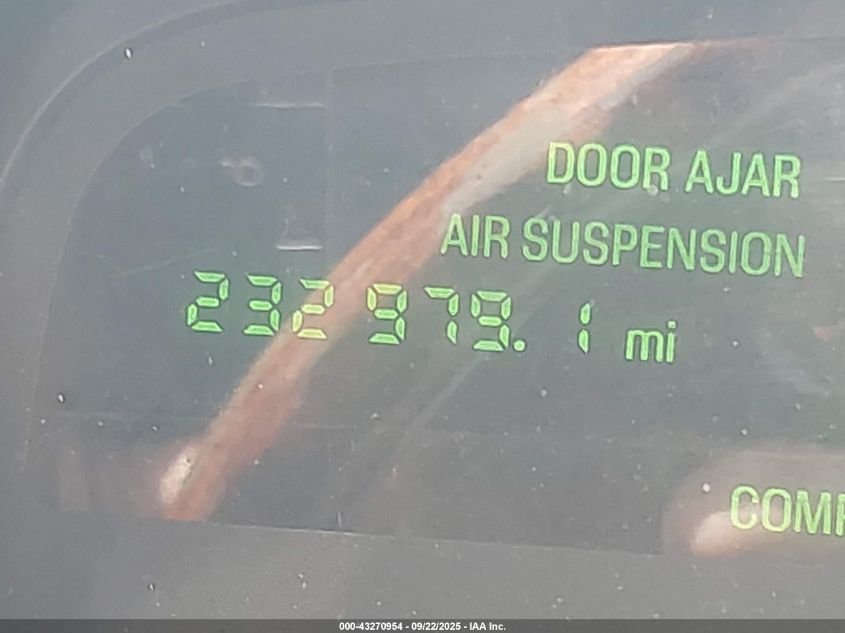 DOOR AJAR
AIR SUSPENSION
232979.1 mi
COMP
000-43270954 - 09/22/2025 - IAA Inc.